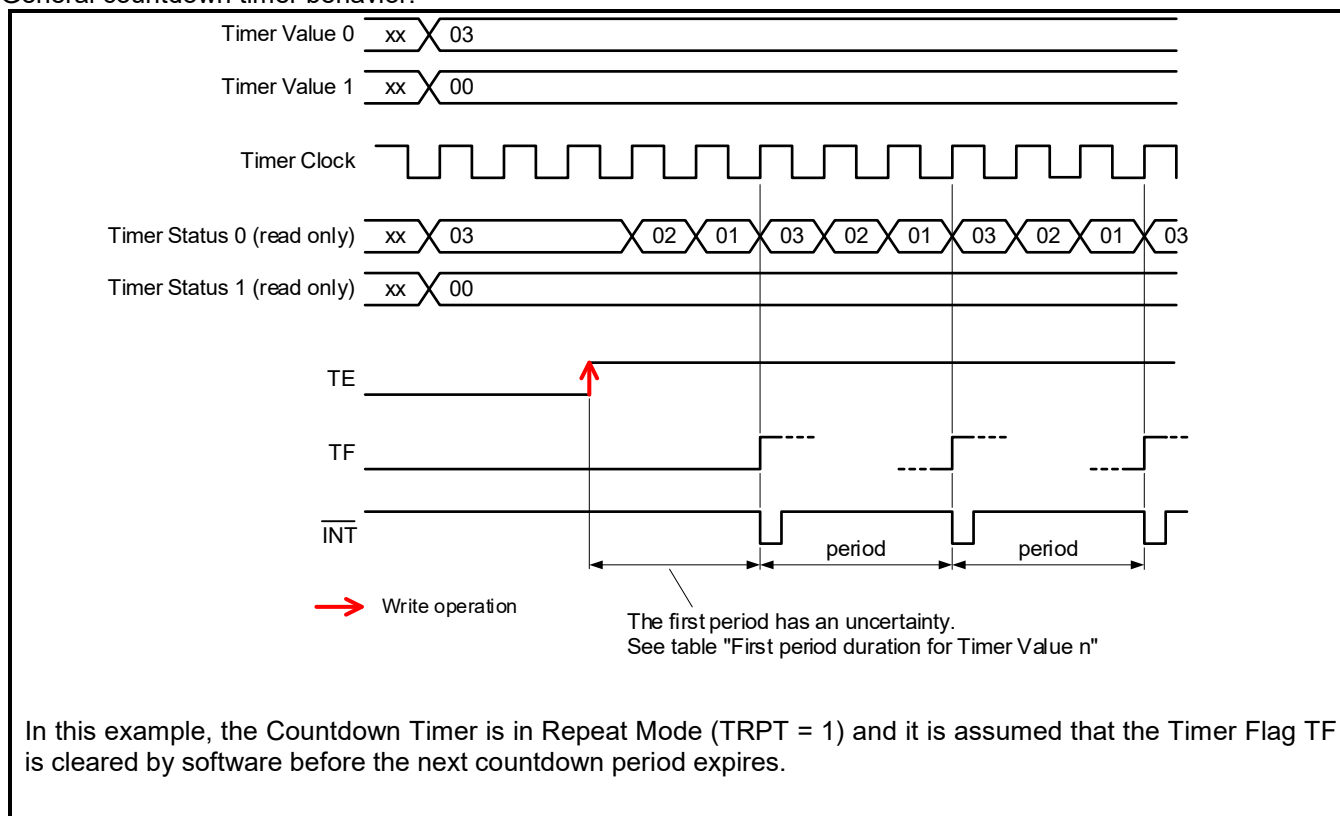 General countdown timer behavior:
Timer Value 0 xx 03
Timer Value 1 xx 00
Timer Clock
Timer Status 0 (read only) xx 03 02 01 03 02 01 03 02 01 03
Timer Status 1 (read only) xx 00
TE
TF
INT
period period
Write operation
The first period has an uncertainty.
See table "First period duration for Timer Value n"
In this example, the Countdown Timer is in Repeat Mode (TRPT = 1) and it is assumed that the Timer Flag TF
is cleared by software before the next countdown period expires.